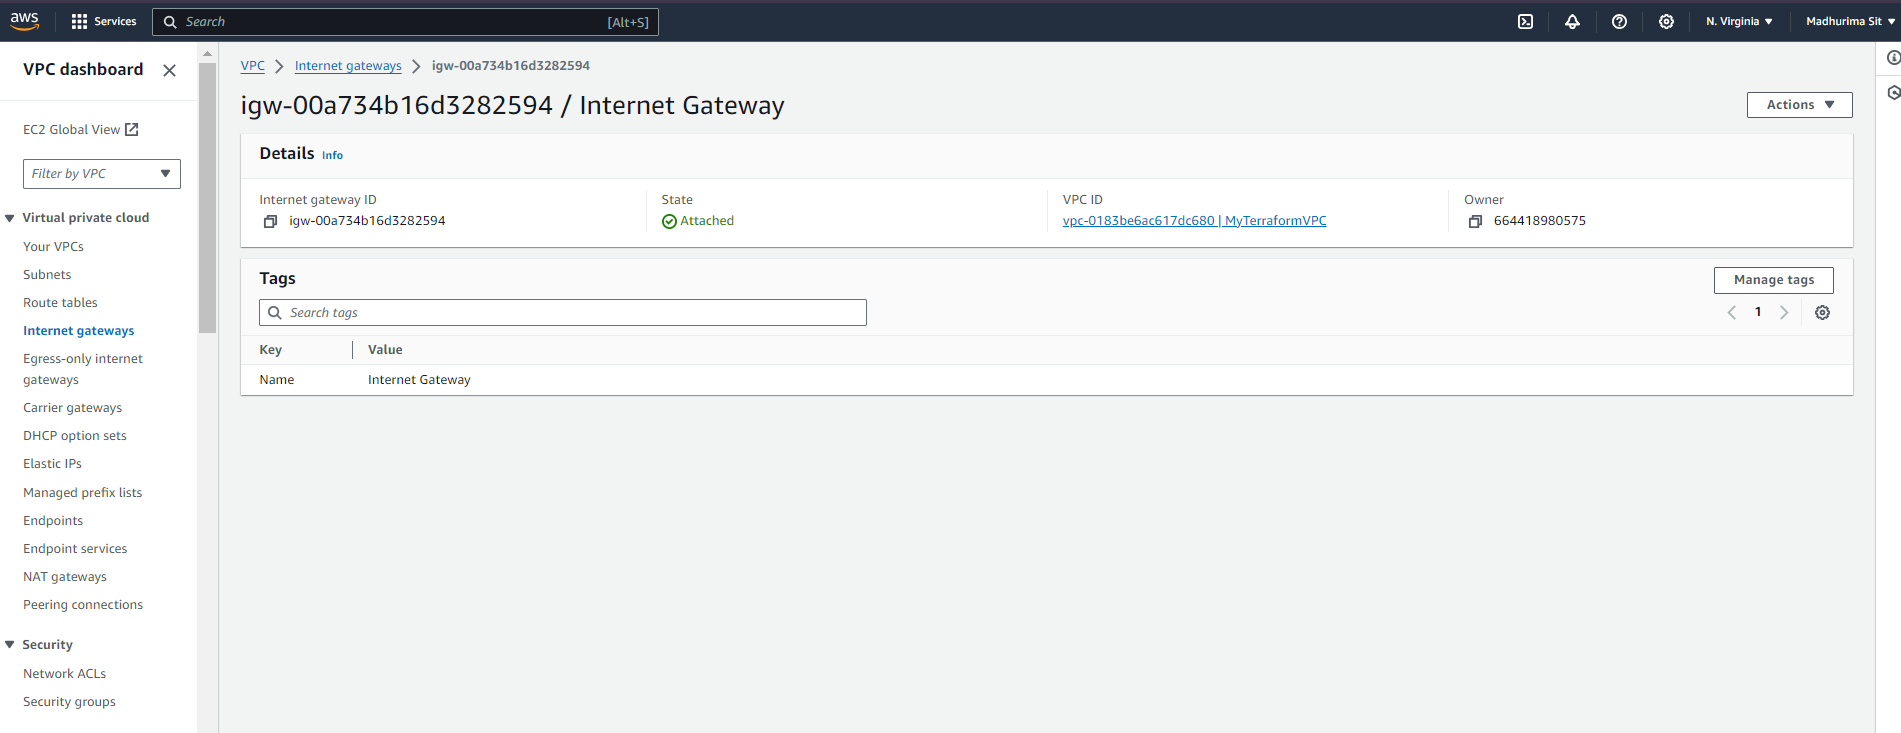 aws
Services
Search
[Alt+S]
N. Virginia
Madhurima Sit
VPC dashboard
EC2 Global View
Filter by VPC
Virtual private cloud
Your VPCs
Subnets
Route tables
Internet gateways
Egress-only internet
gateways
Carrier gateways
DHCP option sets
Elastic IPs
Managed prefix lists
Endpoints
Endpoint services
NAT gateways
Peering connections
Security
Network ACLs
Security groups
VPC
Internet gateways
igw-00a734b16d3282594
igw-00a734b16d3282594 / Internet Gateway
Actions
Details Info
Internet gateway ID
igw-00a734b16d3282594
State
Attached
VPC ID
vpc-0183be6ac617dc680 | MyTerraformVPC
Owner
664418980575
Tags
Manage tags
Search tags
1
Key Value
Name Internet Gateway